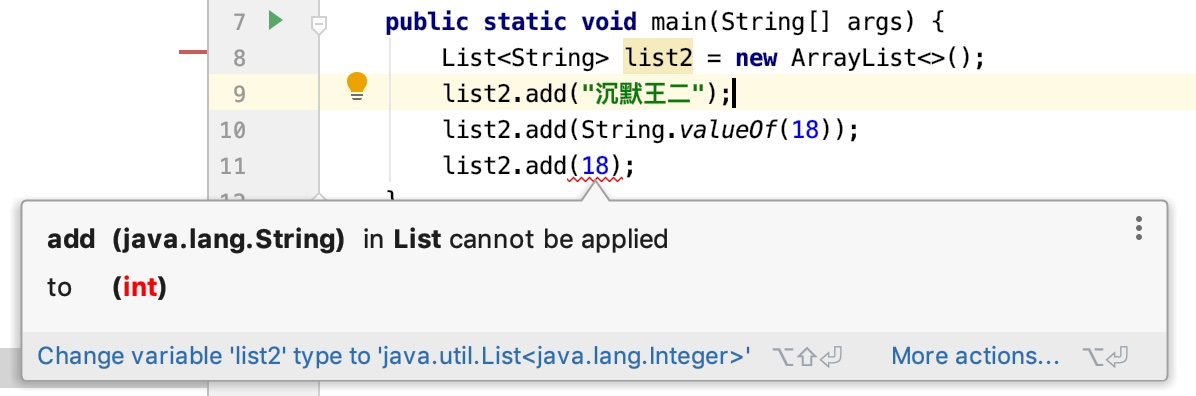 7 public static void main(String[] args) {
8 List<String> list2 = new ArrayList<>();
9 list2.add("沉默王二");
10 list2.add(String.valueOf(18));
11 list2.add(18);
add (java.lang.String) in List cannot be applied
to (int)
Change variable 'list2' type to 'java.util.List<java.lang.Integer>' ⌥⇧⏎ More actions... ⌥⏎